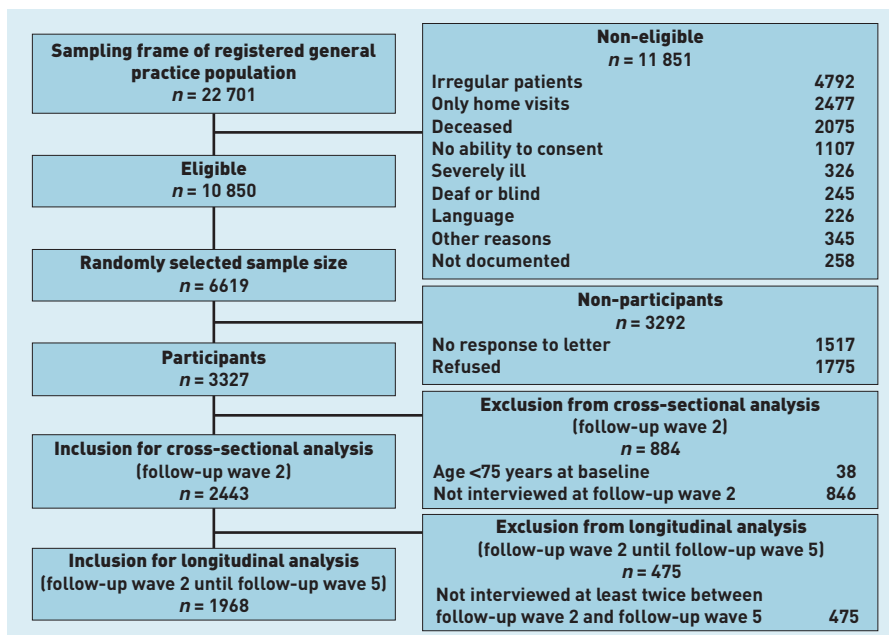 Sampling frame of registered general
practice population
n = 22 701
Non-eligible
n = 11 851
Irregular patients 4792
Only home visits 2477
Deceased 2075
No ability to consent 1107
Severely ill 326
Deaf or blind 245
Language 226
Other reasons 345
Not documented 258
Eligible
n = 10 850
Randomly selected sample size
n = 6619
Non-participants
n = 3292
No response to letter 1517
Refused 1775
Participants
n = 3327
Exclusion from cross-sectional analysis
(follow-up wave 2)
n = 884
Age <75 years at baseline 38
Not interviewed at follow-up wave 2 846
Inclusion for cross-sectional analysis
(follow-up wave 2)
n = 2443
Exclusion from longitudinal analysis
(follow-up wave 2 until follow-up wave 5)
n = 475
Not interviewed at least twice between
follow-up wave 2 and follow-up wave 5 475
Inclusion for longitudinal analysis
(follow-up wave 2 until follow-up wave 5)
n = 1968